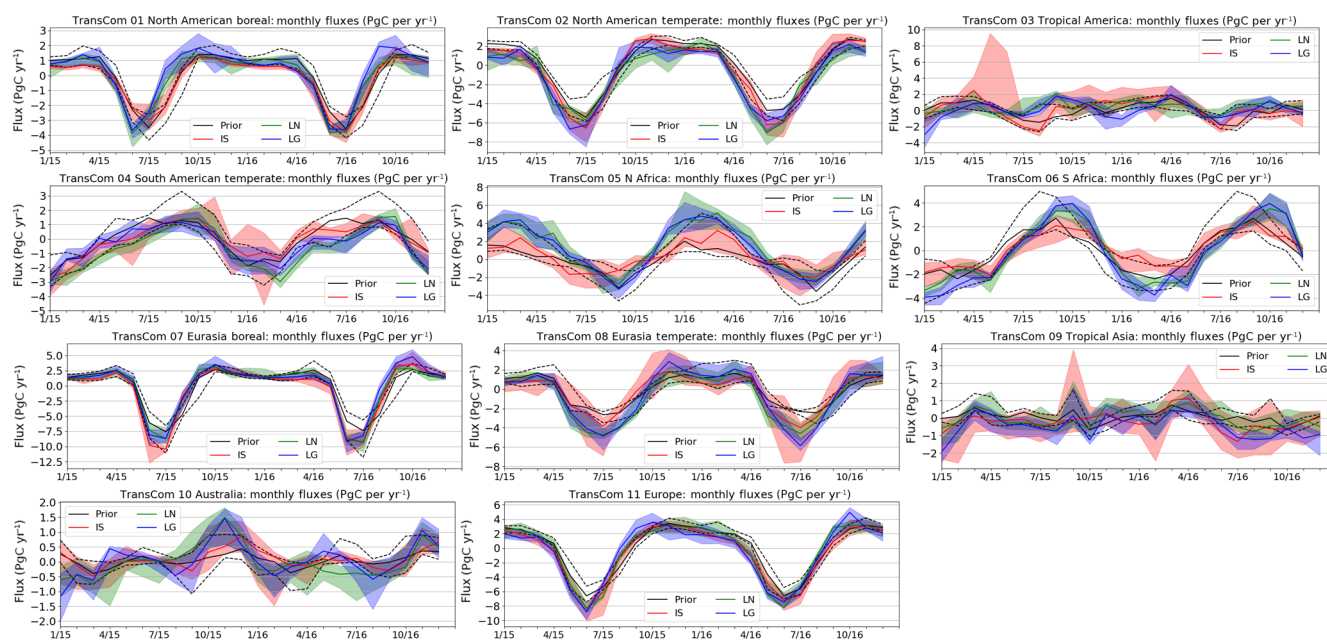 TransCom 01 North American boreal: monthly fluxes (PgC per yr⁻¹)
Flux (PgC yr⁻¹)
3
2
1
0
−1
−2
−3
−4
−5
Prior
IS
LN
LG
1/15 4/15 7/15 10/15 1/16 4/16 7/16 10/16
TransCom 02 North American temperate: monthly fluxes (PgC per yr⁻¹)
Flux (PgC yr⁻¹)
4
2
0
−2
−4
−6
−8
Prior
IS
LN
LG
1/15 4/15 7/15 10/15 1/16 4/16 7/16 10/16
TransCom 03 Tropical America: monthly fluxes (PgC per yr⁻¹)
Flux (PgC yr⁻¹)
10
8
6
4
2
0
−2
Prior
IS
LN
LG
1/15 4/15 7/15 10/15 1/16 4/16 7/16 10/16
TransCom 04 South American temperate: monthly fluxes (PgC per yr⁻¹)
Flux (PgC yr⁻¹)
3
2
1
0
−1
−2
−3
−4
−5
Prior
IS
LN
LG
1/15 4/15 7/15 10/15 1/16 4/16 7/16 10/16
TransCom 05 N Africa: monthly fluxes (PgC per yr⁻¹)
Flux (PgC yr⁻¹)
8
6
4
2
0
−2
−4
Prior
IS
LN
LG
1/15 4/15 7/15 10/15 1/16 4/16 7/16 10/16
TransCom 06 S Africa: monthly fluxes (PgC per yr⁻¹)
Flux (PgC yr⁻¹)
4
2
0
−2
−4
Prior
IS
LN
LG
1/15 4/15 7/15 10/15 1/16 4/16 7/16 10/16
TransCom 07 Eurasia boreal: monthly fluxes (PgC per yr⁻¹)
Flux (PgC yr⁻¹)
5.0
2.5
0.0
−2.5
−5.0
−7.5
−10.0
−12.5
Prior
IS
LN
LG
1/15 4/15 7/15 10/15 1/16 4/16 7/16 10/16
TransCom 08 Eurasia temperate: monthly fluxes (PgC per yr⁻¹)
Flux (PgC yr⁻¹)
4
2
0
−2
−4
−6
−8
Prior
IS
LN
LG
1/15 4/15 7/15 10/15 1/16 4/16 7/16 10/16
TransCom 09 Tropical Asia: monthly fluxes (PgC per yr⁻¹)
Flux (PgC yr⁻¹)
4
3
2
1
0
−1
−2
Prior
IS
LN
LG
1/15 4/15 7/15 10/15 1/16 4/16 7/16 10/16
TransCom 10 Australia: monthly fluxes (PgC per yr⁻¹)
Flux (PgC yr⁻¹)
2.0
1.5
1.0
0.5
0.0
−0.5
−1.0
−1.5
−2.0
Prior
IS
LN
LG
1/15 4/15 7/15 10/15 1/16 4/16 7/16 10/16
TransCom 11 Europe: monthly fluxes (PgC per yr⁻¹)
Flux (PgC yr⁻¹)
6
4
2
0
−2
−4
−6
−8
−10
Prior
IS
LN
LG
1/15 4/15 7/15 10/15 1/16 4/16 7/16 10/16